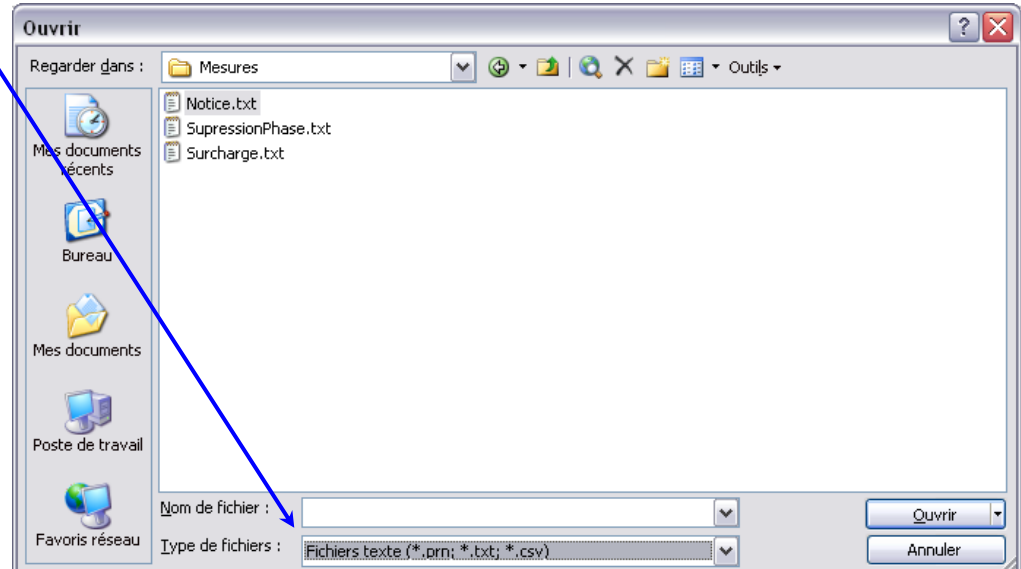 Ouvrir
Regarder dans :
Mesures
Outils
Notice.txt
SupressionPhase.txt
Surcharge.txt
Mes documents
récents
Bureau
Mes documents
Poste de travail
Favoris réseau
Nom de fichier :
Ouvrir
Type de fichiers :
Fichiers texte (*.prn; *.txt; *.csv)
Annuler